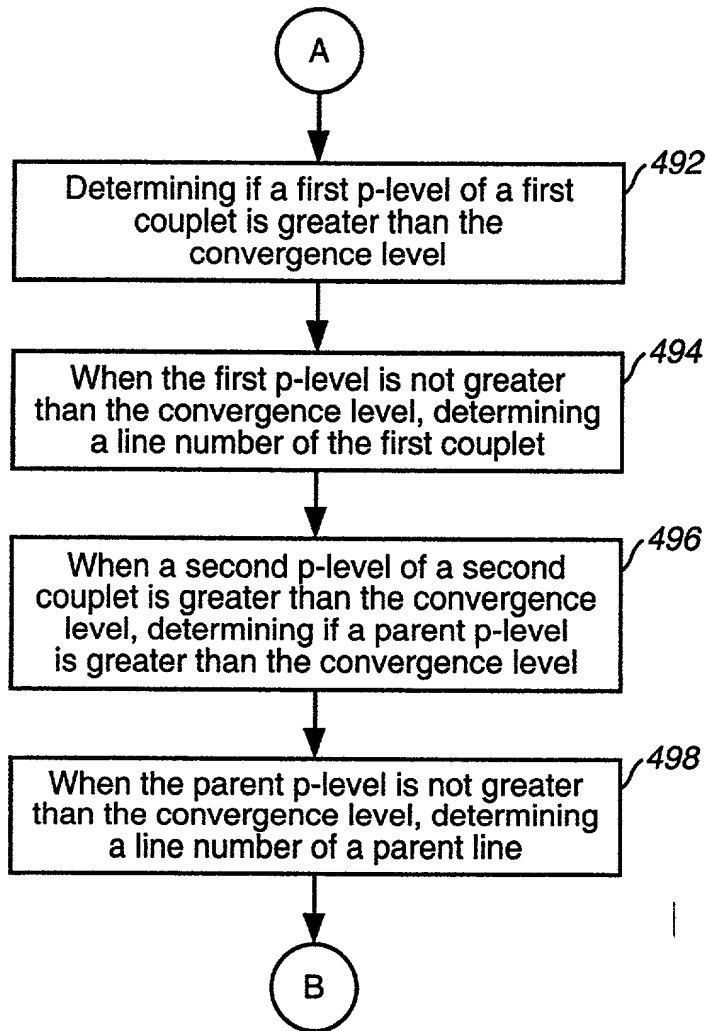 A
492
Determining if a first p-level of a first
couplet is greater than the
convergence level
494
When the first p-level is not greater
than the convergence level, determining
a line number of the first couplet
496
When a second p-level of a second
couplet is greater than the convergence
level, determining if a parent p-level
is greater than the convergence level
498
When the parent p-level is not greater
than the convergence level, determining
a line number of a parent line
B